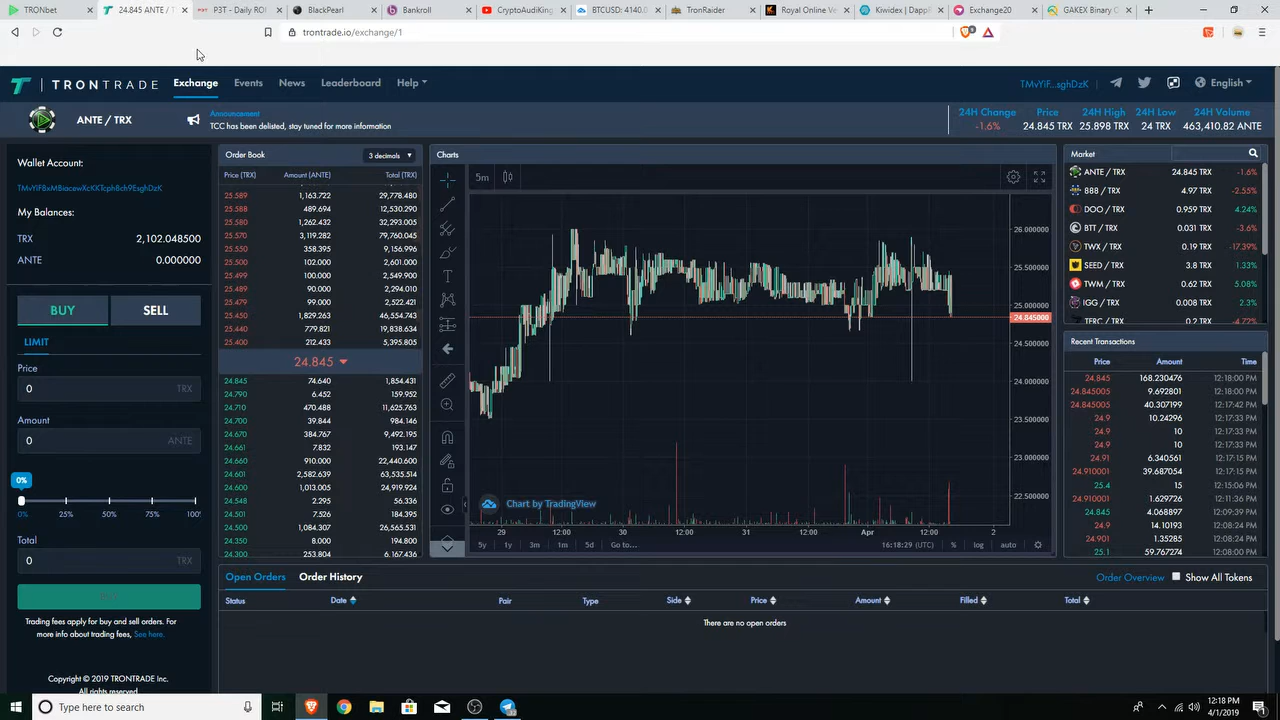 TRONbet
24.845 ANTE / T
P3T - Daily RO
BlackPearl
Bankroll
CryptoAudiKing
BTCUSD: 4140.0
TronRaider
Royal Online V
Kiwidex | DappR
Exchange20
GAKEX Binary O
trontrade.io/exchange/1
TRONTRADE
Exchange
Events
News
Leaderboard
Help
TMvYiF...sghDzK
English
ANTE / TRX
Announcement
TCC has been delisted, stay tuned for more information
24H Change Price 24H High 24H Low 24H Volume
-1.6% 24.845 TRX 25.898 TRX 24 TRX 463,410.82 ANTE
Wallet Account:
TMvYiFBxMBiacewXcKKTcph8ch9EsghDzK
My Balances:
TRX 2,102.048500
ANTE 0.000000
BUY SELL
LIMIT
Price
0 TRX
Amount
0 ANTE
0%
0% 25% 50% 75% 100%
Total
0 TRX
BUY
Trading fees apply for buy and sell orders. For
more info about trading fees, See here.
Copyright © 2019 TRONTRADE Inc.
All rights reserved.
Order Book 3 decimals
Price (TRX) Amount (ANTE) Total (TRX)
25.589 1,163.722 29,778.480
25.588 489.694 12,530.290
25.580 1,262.432 32,293.005
25.570 3,119.282 79,760.045
25.550 358.395 9,156.996
25.500 102.000 2,601.000
25.499 100.000 2,549.900
25.489 90.000 2,294.010
25.479 99.000 2,522.421
25.450 1,829.263 46,554.743
25.440 779.821 19,838.634
25.400 212.433 5,395.805
24.845
24.845 74.640 1,854.431
24.790 6.452 159.952
24.710 470.488 11,625.763
24.700 39.844 984.146
24.670 384.767 9,492.195
24.661 7.832 193.147
24.660 910.000 22,440.600
24.601 2,582.639 63,535.514
24.600 1,013.005 24,919.924
24.548 2.295 56.336
24.501 7.526 184.395
24.500 1,084.307 26,565.531
24.350 8.000 194.800
24.300 253.804 6,167.436
Charts
5m
26.000000
25.500000
25.000000
24.845000
24.500000
24.000000
23.500000
23.000000
22.500000
Chart by TradingView
29 12:00 30 12:00 31 12:00 Apr 12:00 2
5y 1y 3m 1m 5d Go to... 16:18:29 (UTC) % log auto
Market
ANTE / TRX 24.845 TRX -1.6%
888 / TRX 4.97 TRX -2.55%
DOO / TRX 0.959 TRX 4.24%
BTT / TRX 0.031 TRX -3.6%
TWX / TRX 0.19 TRX -17.39%
SEED / TRX 3.8 TRX 1.33%
TWM / TRX 0.62 TRX 5.08%
IGG / TRX 0.008 TRX 2.3%
TERC / TRX 0.2 TRX -4.72%
Recent Transactions
Price Amount Time
24.845 168.230476 12:18:00 PM
24.845005 9.692801 12:18:00 PM
24.845005 40.307199 12:17:42 PM
24.9 10.24296 12:17:33 PM
24.9 10 12:17:33 PM
24.9 10 12:17:15 PM
24.91 6.340561 12:17:15 PM
24.910001 39.687054 12:17:15 PM
25.4 15 12:15:06 PM
24.910001 1.629726 12:11:36 PM
24.845 4.068897 12:09:39 PM
24.9 14.10193 12:08:24 PM
24.901 1.35965 12:08:24 PM
25.1 59.767274 12:08:00 PM
Open Orders
Order History
Order Overview
Show All Tokens
Status Date Pair Type Side Price Amount Filled Total
There are no open orders
Type here to search
12:18 PM
4/1/2019